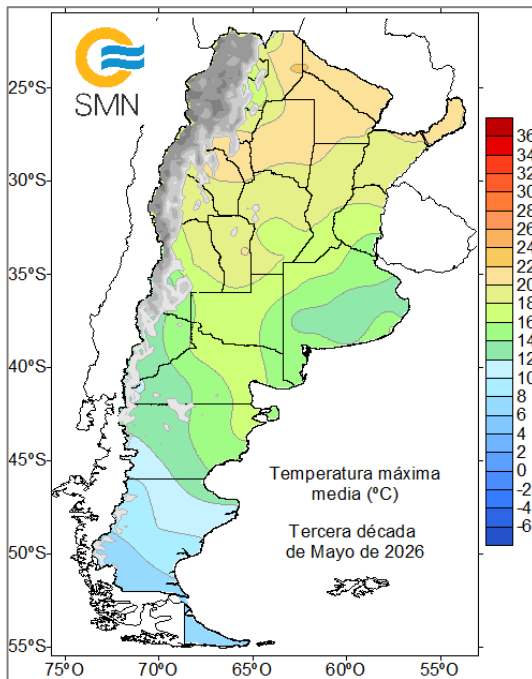 SMN
25°S
30°S
35°S
40°S
45°S
50°S
55°S
75°O
70°O
65°O
60°O
55°O
36
34
32
30
28
26
24
22
20
18
16
14
12
10
8
6
4
2
0
-2
-4
-6
Temperatura máxima
media (ºC)
Tercera década
de Mayo de 2026